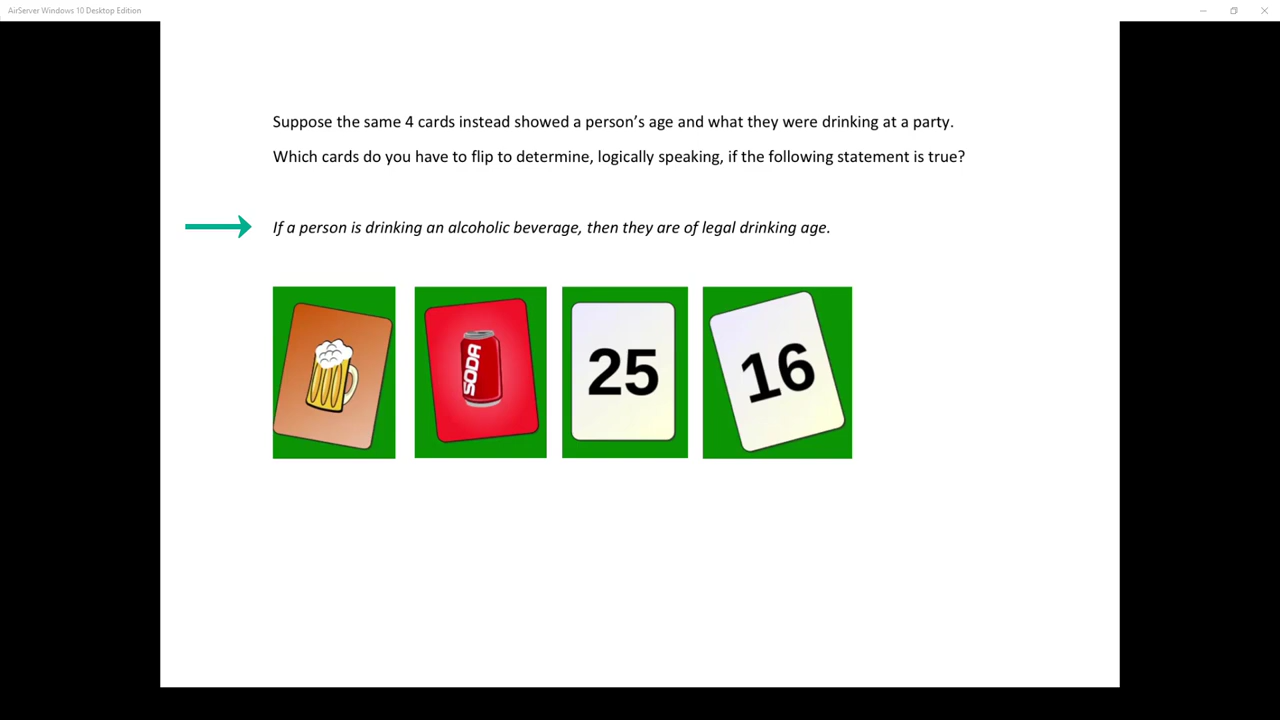 AirServer Windows 10 Desktop Edition
Suppose the same 4 cards instead showed a person’s age and what they were drinking at a party.
Which cards do you have to flip to determine, logically speaking, if the following statement is true?
If a person is drinking an alcoholic beverage, then they are of legal drinking age.
SODA
25
16